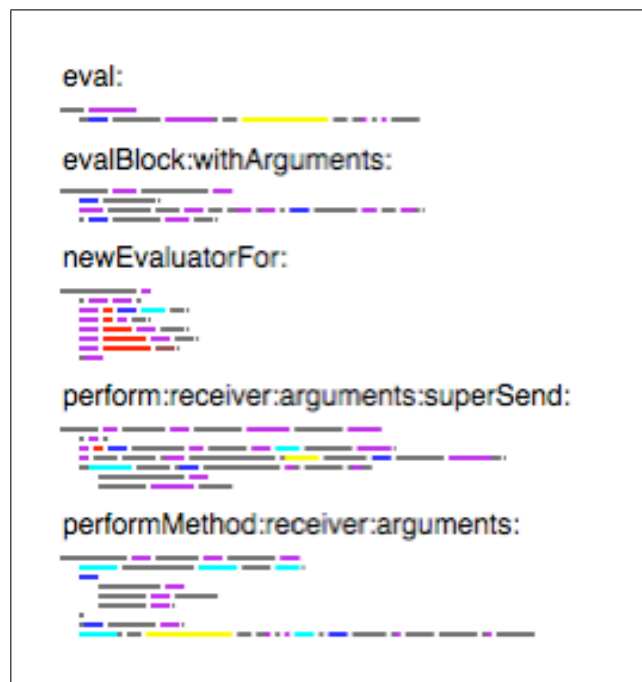 eval:
evalBlock:withArguments:
newEvaluatorFor:
perform:receiver:arguments:superSend:
performMethod:receiver:arguments: